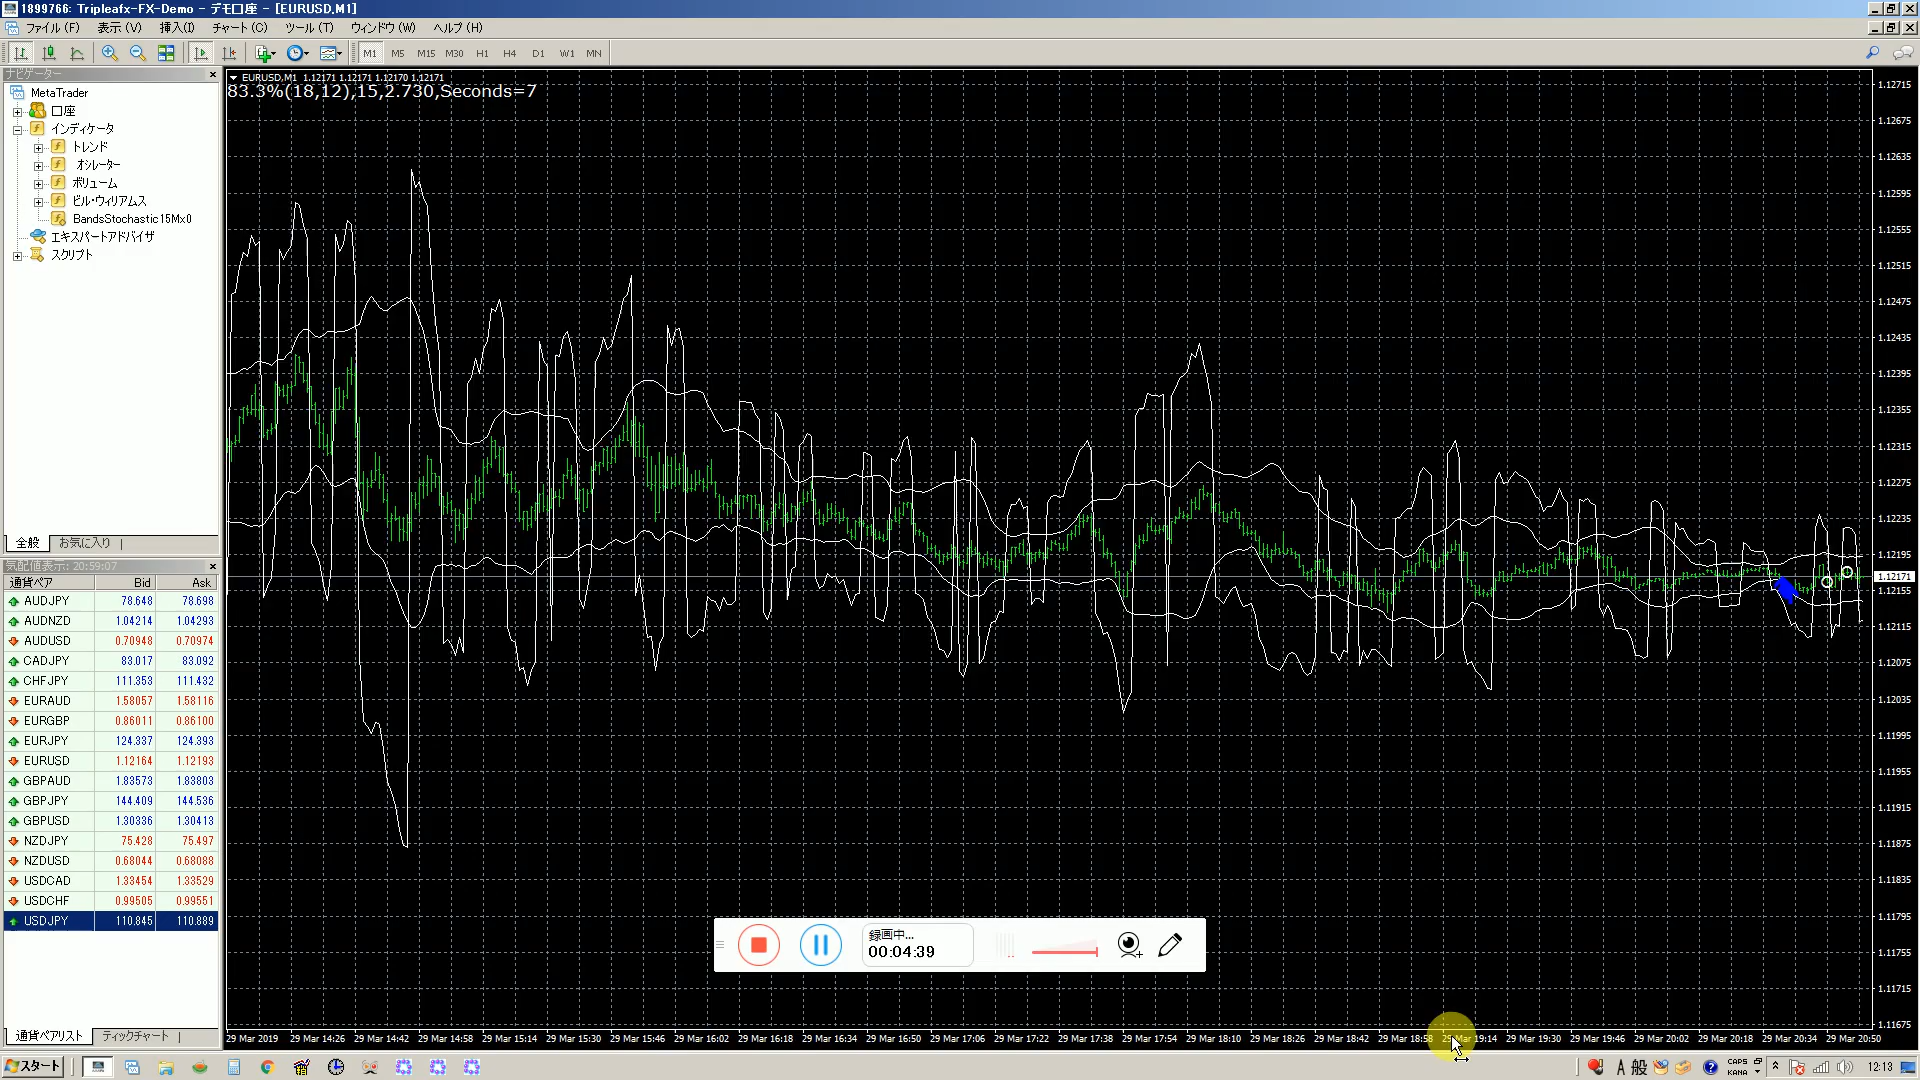 1899766: Tripleafx-FX-Demo - デモ口座 - [EURUSD,M1]
ファイル (F) 表示 (V) 挿入(I) チャート (C) ツール (T) ウィンドウ (W) ヘルプ (H)
M1 M5 M15 M30 H1 H4 D1 W1 MN
ナビゲーター
MetaTrader
口座
インディケータ
トレンド
オシレーター
ボリューム
ビル・ウィリアムス
BandsStochastic15Mx0
エキスパートアドバイザ
スクリプト
全般 お気に入り
気配値表示: 20:59:07
通貨ペア Bid Ask
AUDJPY 78.648 78.698
AUDNZD 1.04214 1.04293
AUDUSD 0.70948 0.70974
CADJPY 83.017 83.092
CHFJPY 111.353 111.432
EURAUD 1.58057 1.58116
EURGBP 0.86011 0.86100
EURJPY 124.337 124.393
EURUSD 1.12164 1.12193
GBPAUD 1.83573 1.83803
GBPJPY 144.409 144.536
GBPUSD 1.30336 1.30413
NZDJPY 75.428 75.497
NZDUSD 0.68044 0.68088
USDCAD 1.33454 1.33529
USDCHF 0.99505 0.99551
USDJPY 110.845 110.889
通貨ペアリスト ティックチャート
EURUSD,M1 1.12171 1.12171 1.12170 1.12171
83.3%(18,12),15,2.730,Seconds=7
1.12715
1.12675
1.12635
1.12595
1.12555
1.12515
1.12475
1.12435
1.12395
1.12355
1.12315
1.12275
1.12235
1.12195
1.12171
1.12155
1.12115
1.12075
1.12035
1.11995
1.11955
1.11915
1.11875
1.11835
1.11795
1.11755
1.11715
1.11675
録画中...
00:04:39
29 Mar 2019 29 Mar 14:26 29 Mar 14:42 29 Mar 14:58 29 Mar 15:14 29 Mar 15:30 29 Mar 15:46 29 Mar 16:02 29 Mar 16:18 29 Mar 16:34 29 Mar 16:50 29 Mar 17:06 29 Mar 17:22 29 Mar 17:38 29 Mar 17:54 29 Mar 18:10 29 Mar 18:26 29 Mar 18:42 29 Mar 18:58 29 Mar 19:14 29 Mar 19:30 29 Mar 19:46 29 Mar 20:02 29 Mar 20:18 29 Mar 20:34 29 Mar 20:50
スタート A 般 CAPS KANA 12:13